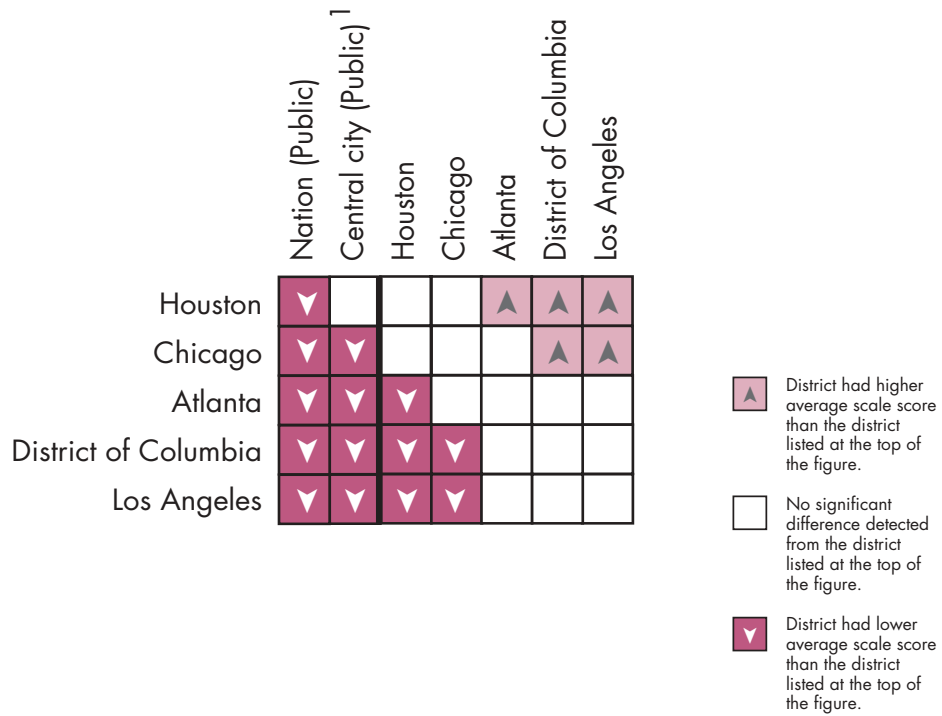 Nation (Public)
Central city (Public) 1
Houston
Chicago
Atlanta
District of Columbia
Los Angeles
Houston
Chicago
Atlanta
District of Columbia
Los Angeles
District had higher
average scale score
than the district
listed at the top of
the figure.
No significant
difference detected
from the district
listed at the top of
the figure.
District had lower
average scale score
than the district
listed at the top of
the figure.